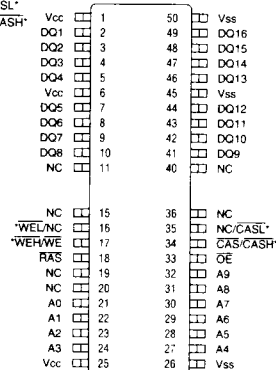 SL*
ASH*
Vcc 1 50 Vss
DQ1 2 49 DQ16
DQ2 3 48 DQ15
DQ3 4 47 DQ14
DQ4 5 46 DQ13
Vcc 6 45 Vss
DQ5 7 44 DQ12
DQ6 8 43 DQ11
DQ7 9 42 DQ10
DQ8 10 41 DQ9
NC 11 40 NC
NC 15 36 NC
*WEL/NC 16 35 NC/CASL*
*WEH/WE 17 34 CAS/CASH*
RAS 18 33 OE
NC 19 32 A9
NC 20 31 A8
A0 21 30 A7
A1 22 29 A6
A2 23 28 A5
A3 24 27 A4
Vcc 25 26 Vss